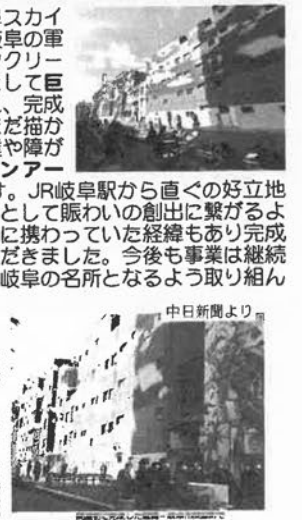 スカイ
阜の軍
クリー
して巨
、完成
だ描か
や障が
ンアー
す。JR岐阜駅から直ぐの好立地
として賑わいの創出に繋がるよ
に携わっていた経緯もあり完成
だきました。今後も事業は継続
岐阜の名所となるよう取り組ん
中日新聞より